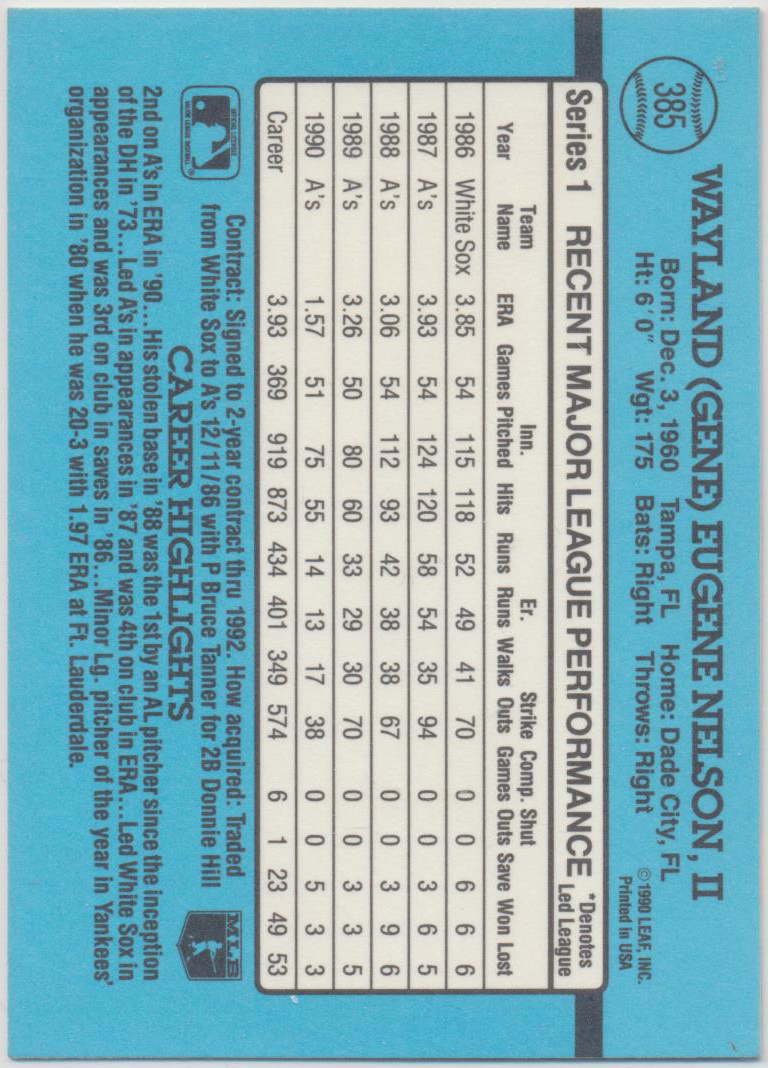 385
WAYLAND (GENE) EUGENE NELSON, II
Born: Dec. 3, 1960 Tampa, FL Home: Dade City, FL
Ht: 6'0" Wgt: 175 Bats: Right Throws: Right
©1990 LEAF, INC.
Printed in USA
Series 1 RECENT MAJOR LEAGUE PERFORMANCE *Denotes Led League
Year Team Name ERA Games Inn. Pitched Hits Runs Er. Runs Walks Strike Outs Comp. Games Shut Outs Save Won Lost
1986 White Sox 3.85 54 115 118 52 49 41 70 0 0 6 6 6
1987 A's 3.93 54 124 120 58 54 35 94 0 0 3 6 5
1988 A's 3.06 54 112 93 42 38 38 67 0 0 3 9 6
1989 A's 3.26 50 80 60 33 29 30 70 0 0 3 3 5
1990 A's 1.57 51 75 55 14 13 17 38 0 0 5 3 3
Career 3.93 369 919 873 434 401 349 574 6 1 23 49 53
OFFICIAL LICENSEE
MAJOR LEAGUE BASEBALL
Contract: Signed to 2-year contract thru 1992. How acquired: Traded
from White Sox to A's 12/11/86 with P Bruce Tanner for 2B Donnie Hill
MLB
CAREER HIGHLIGHTS
2nd on A's in ERA in '90...His stolen base in '88 was the 1st by an AL pitcher since the inception
of the DH in '73...Led A's in appearances in '87 and was 4th on club in ERA...Led White Sox in
appearances and was 3rd on club in saves in '86...Minor Lg. pitcher of the year in Yankees'
organization in '80 when he was 20-3 with 1.97 ERA at Ft. Lauderdale.